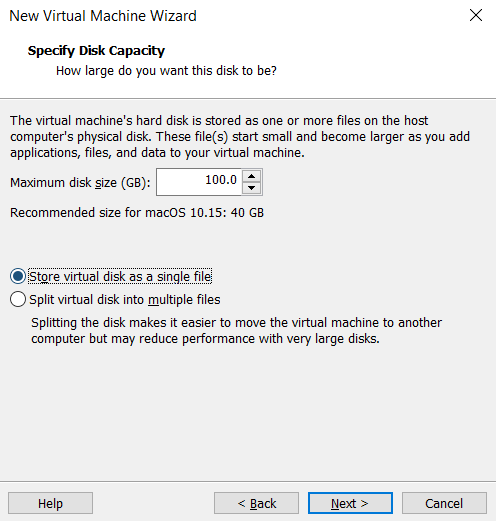 New Virtual Machine Wizard
Specify Disk Capacity
How large do you want this disk to be?
The virtual machine's hard disk is stored as one or more files on the host
computer's physical disk. These file(s) start small and become larger as you add
applications, files, and data to your virtual machine.
Maximum disk size (GB): 100.0
Recommended size for macOS 10.15: 40 GB
Store virtual disk as a single file
Split virtual disk into multiple files
Splitting the disk makes it easier to move the virtual machine to another
computer but may reduce performance with very large disks.
Help < Back Next > Cancel